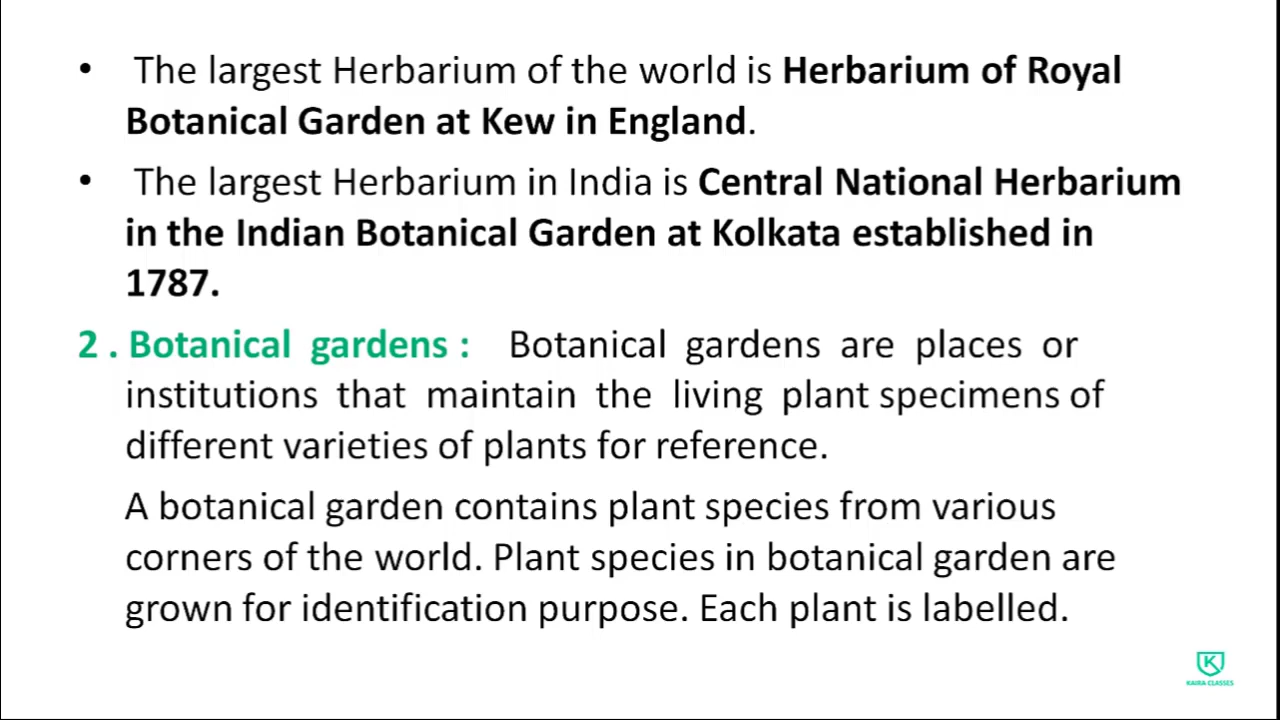 • The largest Herbarium of the world is Herbarium of Royal
Botanical Garden at Kew in England.
• The largest Herbarium in India is Central National Herbarium
in the Indian Botanical Garden at Kolkata established in
1787.
2 . Botanical gardens : Botanical gardens are places or
institutions that maintain the living plant specimens of
different varieties of plants for reference.
A botanical garden contains plant species from various
corners of the world. Plant species in botanical garden are
grown for identification purpose. Each plant is labelled.
K
KAIRA CLASSES